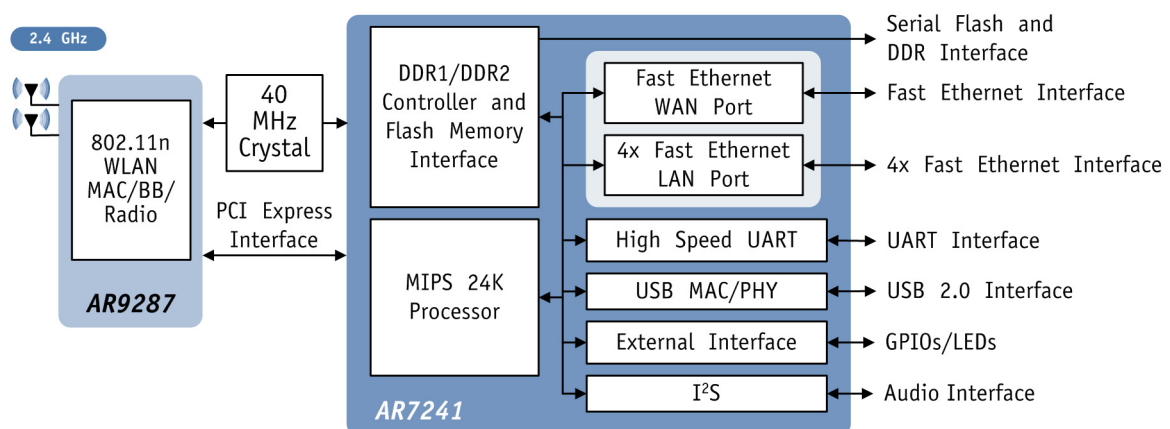 2.4 GHz
802.11n
WLAN
MAC/BB/
Radio
AR9287
40
MHz
Crystal
PCI Express
Interface
DDR1/DDR2
Controller and
Flash Memory
Interface
MIPS 24K
Processor
AR7241
Fast Ethernet
WAN Port
4x Fast Ethernet
LAN Port
High Speed UART
USB MAC/PHY
External Interface
I²S
Serial Flash and
DDR Interface
Fast Ethernet Interface
4x Fast Ethernet Interface
UART Interface
USB 2.0 Interface
GPIOs/LEDs
Audio Interface